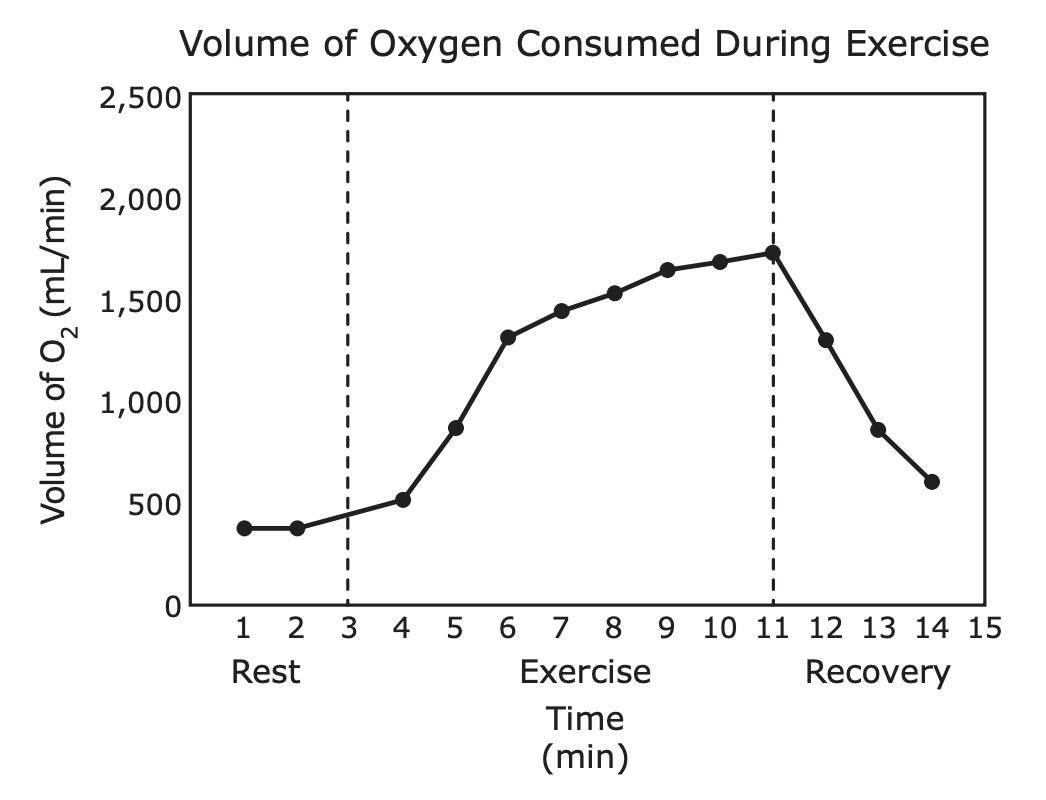 Volume of Oxygen Consumed During Exercise
Volume of O₂ (mL/min)
2,500
2,000
1,500
1,000
500
0
1 2 3 4 5 6 7 8 9 10 11 12 13 14 15
Rest Exercise Recovery
Time
(min)